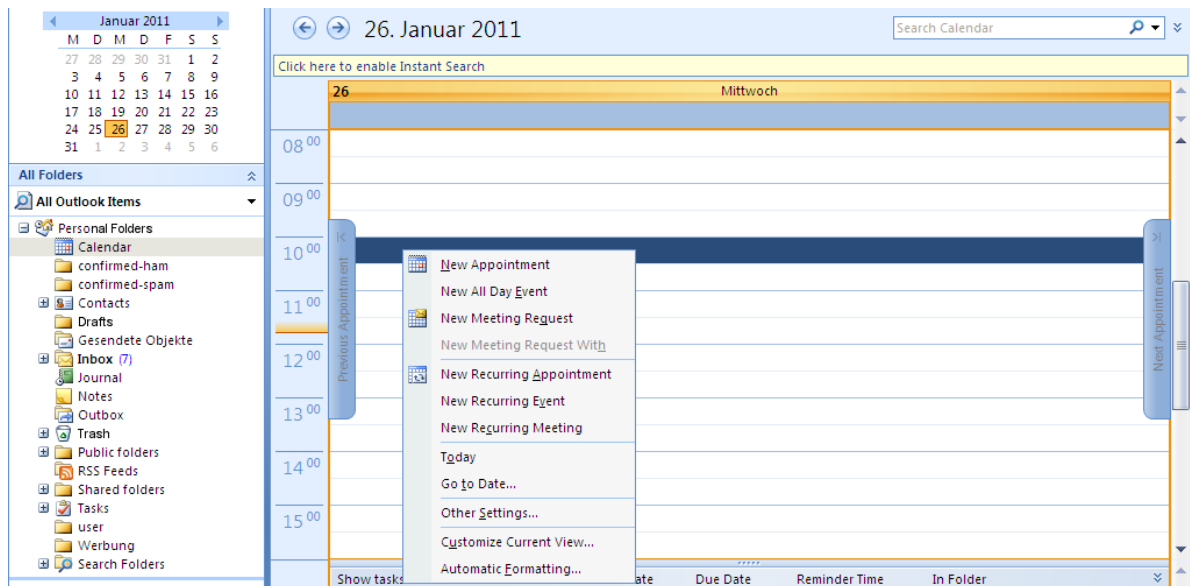 Januar 2011
M D M D F S S
27 28 29 30 31 1 2
3 4 5 6 7 8 9
10 11 12 13 14 15 16
17 18 19 20 21 22 23
24 25 26 27 28 29 30
31 1 2 3 4 5 6
All Folders
All Outlook Items
Personal Folders
Calendar
confirmed-ham
confirmed-spam
Contacts
Drafts
Gesendete Objekte
Inbox (7)
Journal
Notes
Outbox
Trash
Public folders
RSS Feeds
Shared folders
Tasks
user
Werbung
Search Folders
26. Januar 2011
Search Calendar
Click here to enable Instant Search
26 Mittwoch
08 00
09 00
10 00
11 00
12 00
13 00
14 00
15 00
Previous Appointment
New Appointment
New All Day Event
New Meeting Request
New Meeting Request With
New Recurring Appointment
New Recurring Event
New Recurring Meeting
Today
Go to Date...
Other Settings...
Customize Current View...
Automatic Formatting...
Next Appointment
Show tasks Due Date Reminder Time In Folder